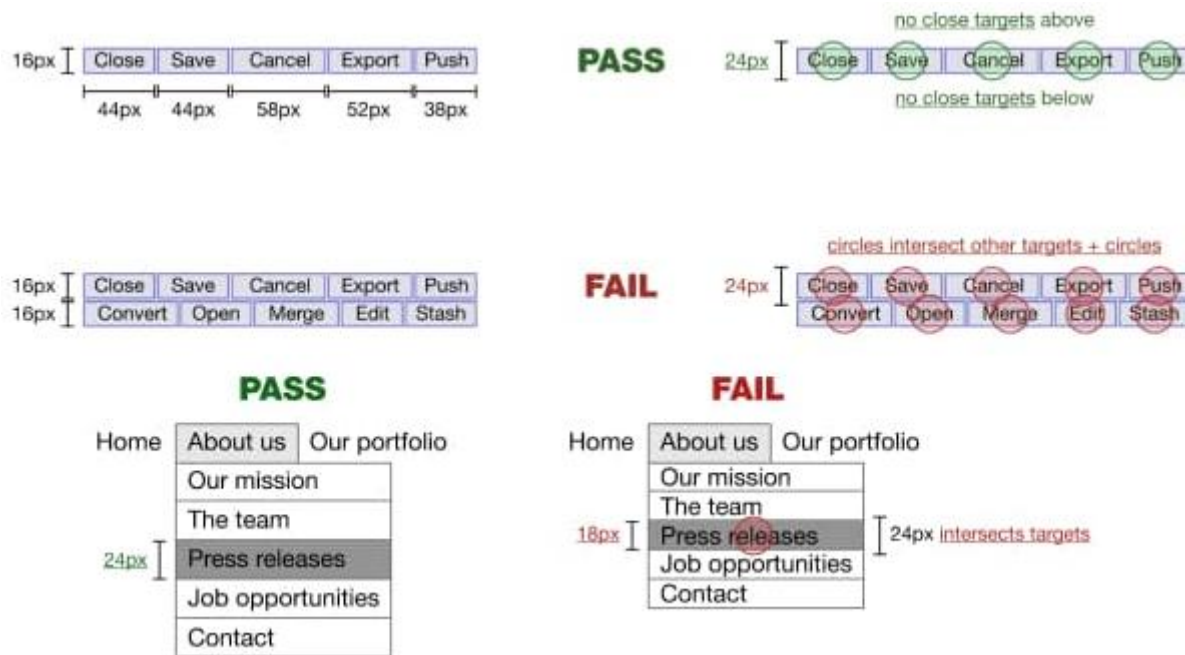 no close targets above
16px Close Save Cancel Export Push PASS 24px Close Save Cancel Export Push
44px 44px 58px 52px 38px no close targets below
circles intersect other targets + circles
16px Close Save Cancel Export Push FAIL 24px Close Save Cancel Export Push
16px Convert Open Merge Edit Stash Convert Open Merge Edit Stash
PASS FAIL
Home About us Our portfolio Home About us Our portfolio
Our mission Our mission
The team The team
24px Press releases 18px Press releases 24px intersects targets
Job opportunities Job opportunities
Contact Contact